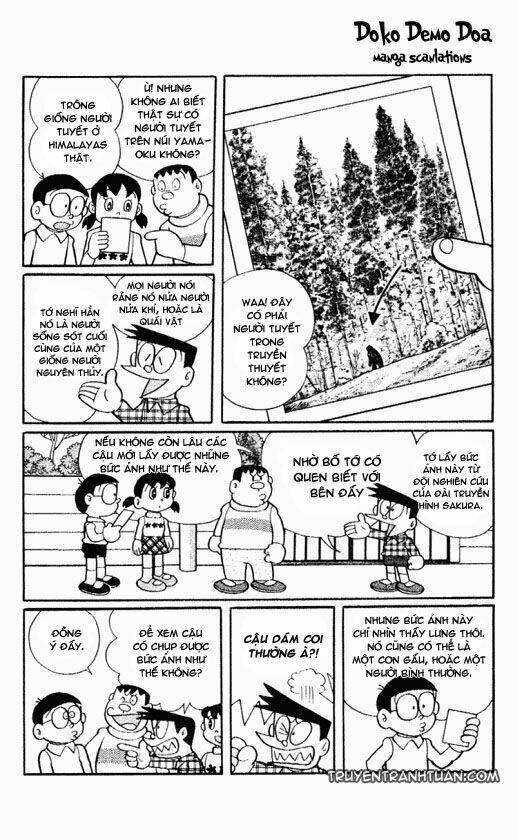 Doko Demo Doa
manga scanlations
WAA! ĐÂY
CÓ PHẢI
NGƯỜI TUYẾT
TRONG
TRUYỀN
THUYẾT
KHÔNG?
Ừ! NHƯNG
KHÔNG AI BIẾT
THẬT SỰ CÓ
NGƯỜI TUYẾT
TRÊN NÚI YAMA-
OKU KHÔNG?
TRÔNG
GIỐNG NGƯỜI
TUYẾT Ở
HIMALAYAS
THẬT.
MỌI NGƯỜI NÓI
RẰNG NÓ NỬA NGƯỜI
NỬA KHỈ, HOẶC LÀ
QUÁI VẬT
TỚ NGHĨ HẲN
NÓ LÀ NGƯỜI
SỐNG SÓT CUỐI
CÙNG CỦA MỘT
GIỐNG NGƯỜI
NGUYÊN THỦY.
TỚ LẤY BỨC
ẢNH NÀY TỪ
ĐỘI NGHIÊN CỨU
CỦA ĐÀI TRUYỀN
HÌNH SAKURA.
NHỜ BỐ TỚ CÓ
QUEN BIẾT VỚI
BÊN ĐẤY
NẾU KHÔNG CÒN LÂU CÁC
CẬU MỚI LẤY ĐƯỢC NHỮNG
BỨC ẢNH NHƯ THẾ NÀY.
NHƯNG BỨC ẢNH NÀY
CHỈ NHÌN THẤY LƯNG THÔI.
NÓ CŨNG CÓ THỂ LÀ
MỘT CON GẤU, HOẶC MỘT
NGƯỜI BÌNH THƯỜNG.
CẬU DÁM COI
THƯỜNG À?!
ĐỂ XEM CẬU
CÓ CHỤP ĐƯỢC
BỨC ẢNH NHƯ
THẾ KHÔNG?
ĐỒNG
Ý ĐẤY.
TRUYENTRANHTUAN.COM